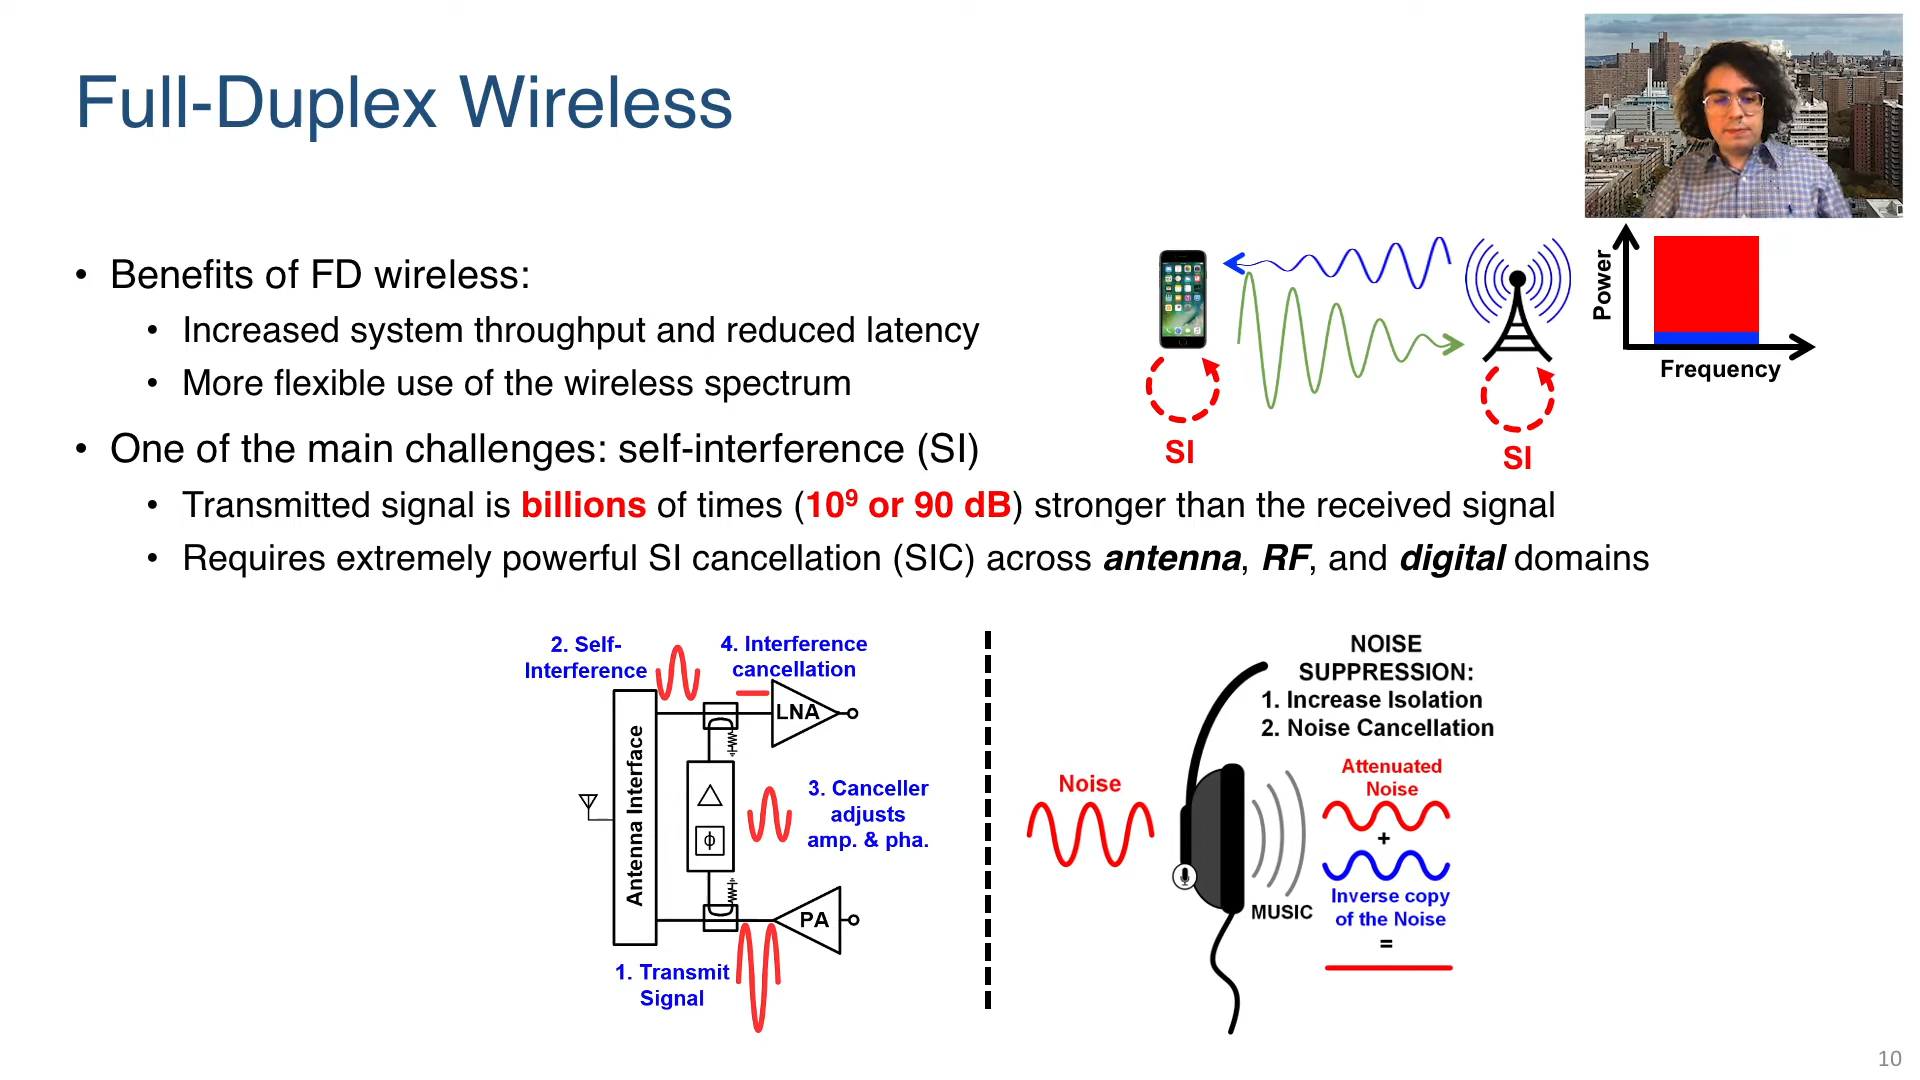 Full-Duplex Wireless
• Benefits of FD wireless:
• Increased system throughput and reduced latency
• More flexible use of the wireless spectrum
• One of the main challenges: self-interference (SI)
• Transmitted signal is billions of times (10⁹ or 90 dB) stronger than the received signal
• Requires extremely powerful SI cancellation (SIC) across antenna, RF, and digital domains
SI
SI
Power
Frequency
2. Self-
Interference
4. Interference
cancellation
LNA
Antenna Interface
△
ϕ
3. Canceller
adjusts
amp. & pha.
PA
1. Transmit
Signal
NOISE
SUPPRESSION:
1. Increase Isolation
2. Noise Cancellation
Noise
Attenuated
Noise
+
Inverse copy
of the Noise
=
MUSIC
10